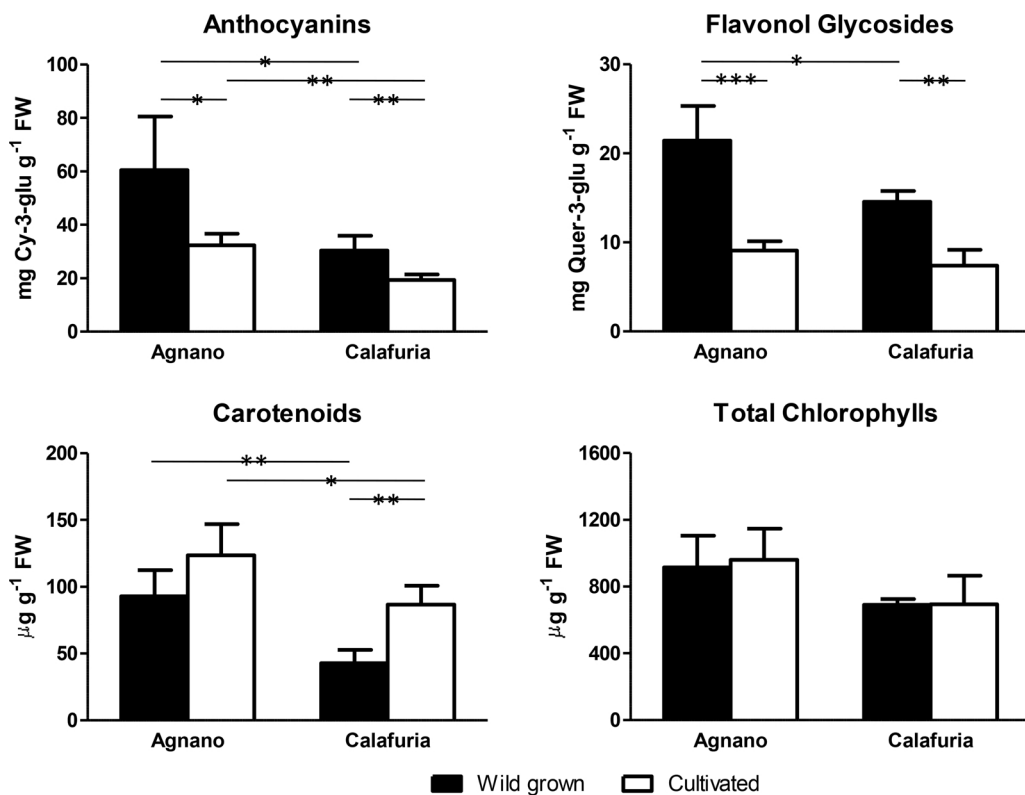 Anthocyanins
mg Cy-3-glu g⁻¹ FW
100
80
60
40
20
0
*
**
*
**
Agnano
Calafuria
Flavonol Glycosides
mg Quer-3-glu g⁻¹ FW
30
20
10
0
*
***
**
Agnano
Calafuria
Carotenoids
µg g⁻¹ FW
200
150
100
50
0
**
*
**
Agnano
Calafuria
Total Chlorophylls
µg g⁻¹ FW
1600
1200
800
400
0
Agnano
Calafuria
Wild grown
Cultivated